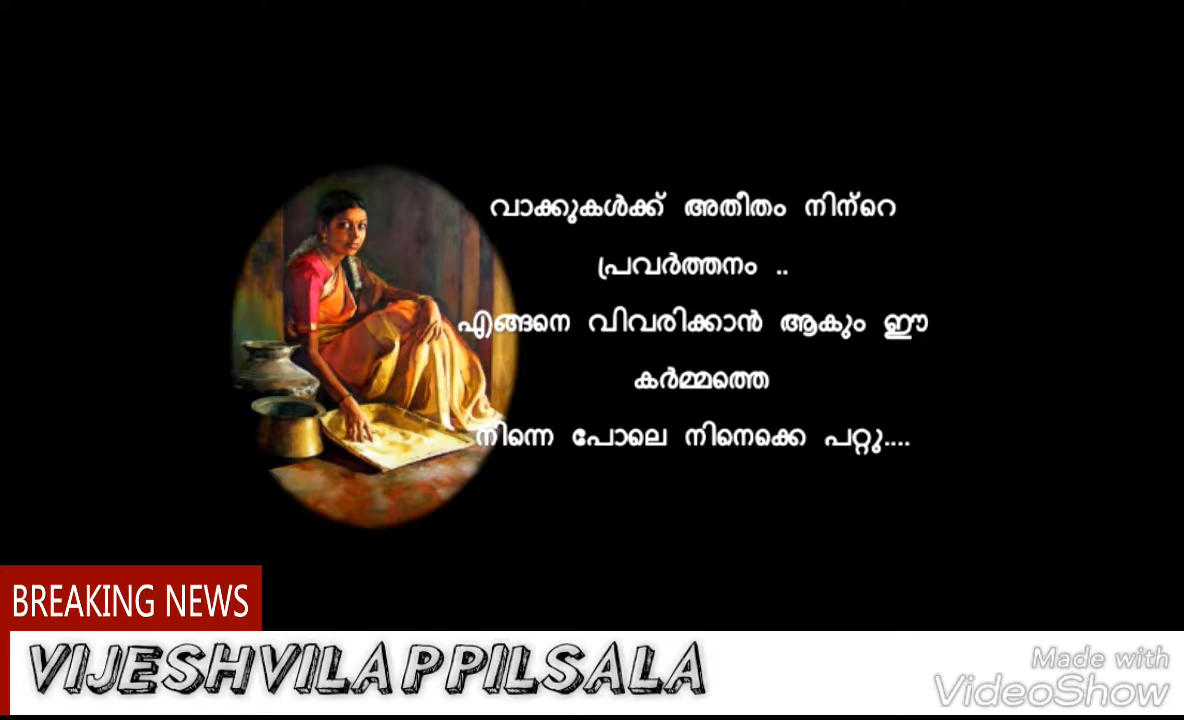 വാക്കുകൾക്ക് അതീതം നിന്റെ
പ്രവർത്തനം ..
എങ്ങനെ വിവരിക്കാൻ ആകും ഈ
കർമ്മത്തെ
നിന്നെ പോലെ നിനെക്കെ പറ്റു....
BREAKING NEWS
VIJESHVILAPPILSALA
Made with
VideoShow